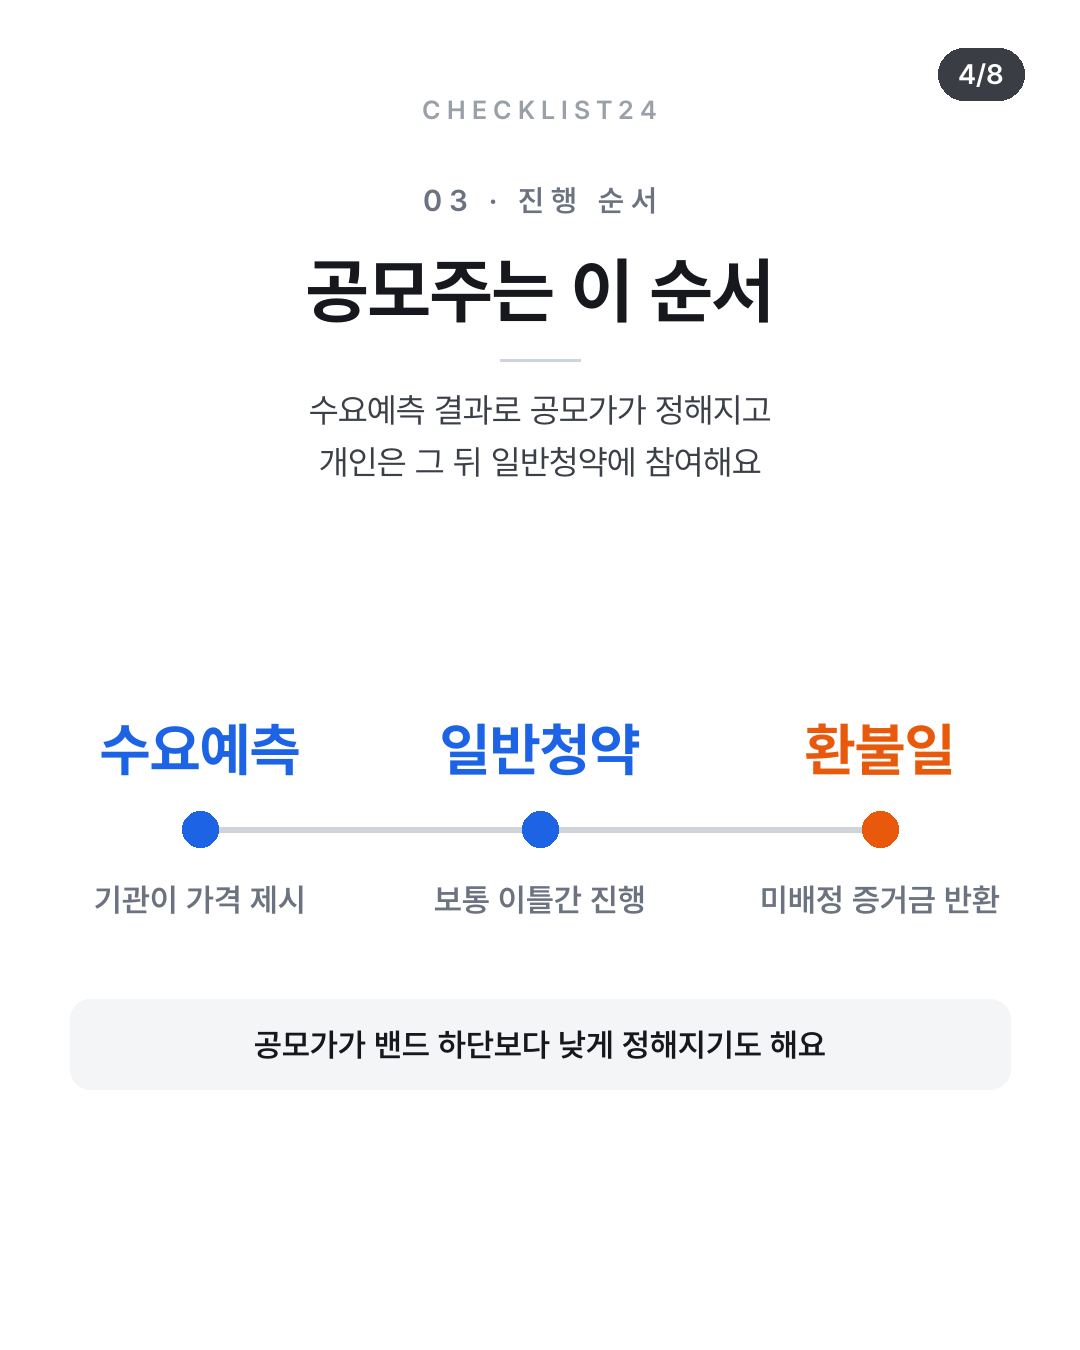 4/8
CHECKLIST24
03 · 진행 순서
공모주는 이 순서
수요예측 결과로 공모가가 정해지고
개인은 그 뒤 일반청약에 참여해요
수요예측 일반청약 환불일
기관이 가격 제시 보통 이틀간 진행 미배정 증거금 반환
공모가가 밴드 하단보다 낮게 정해지기도 해요